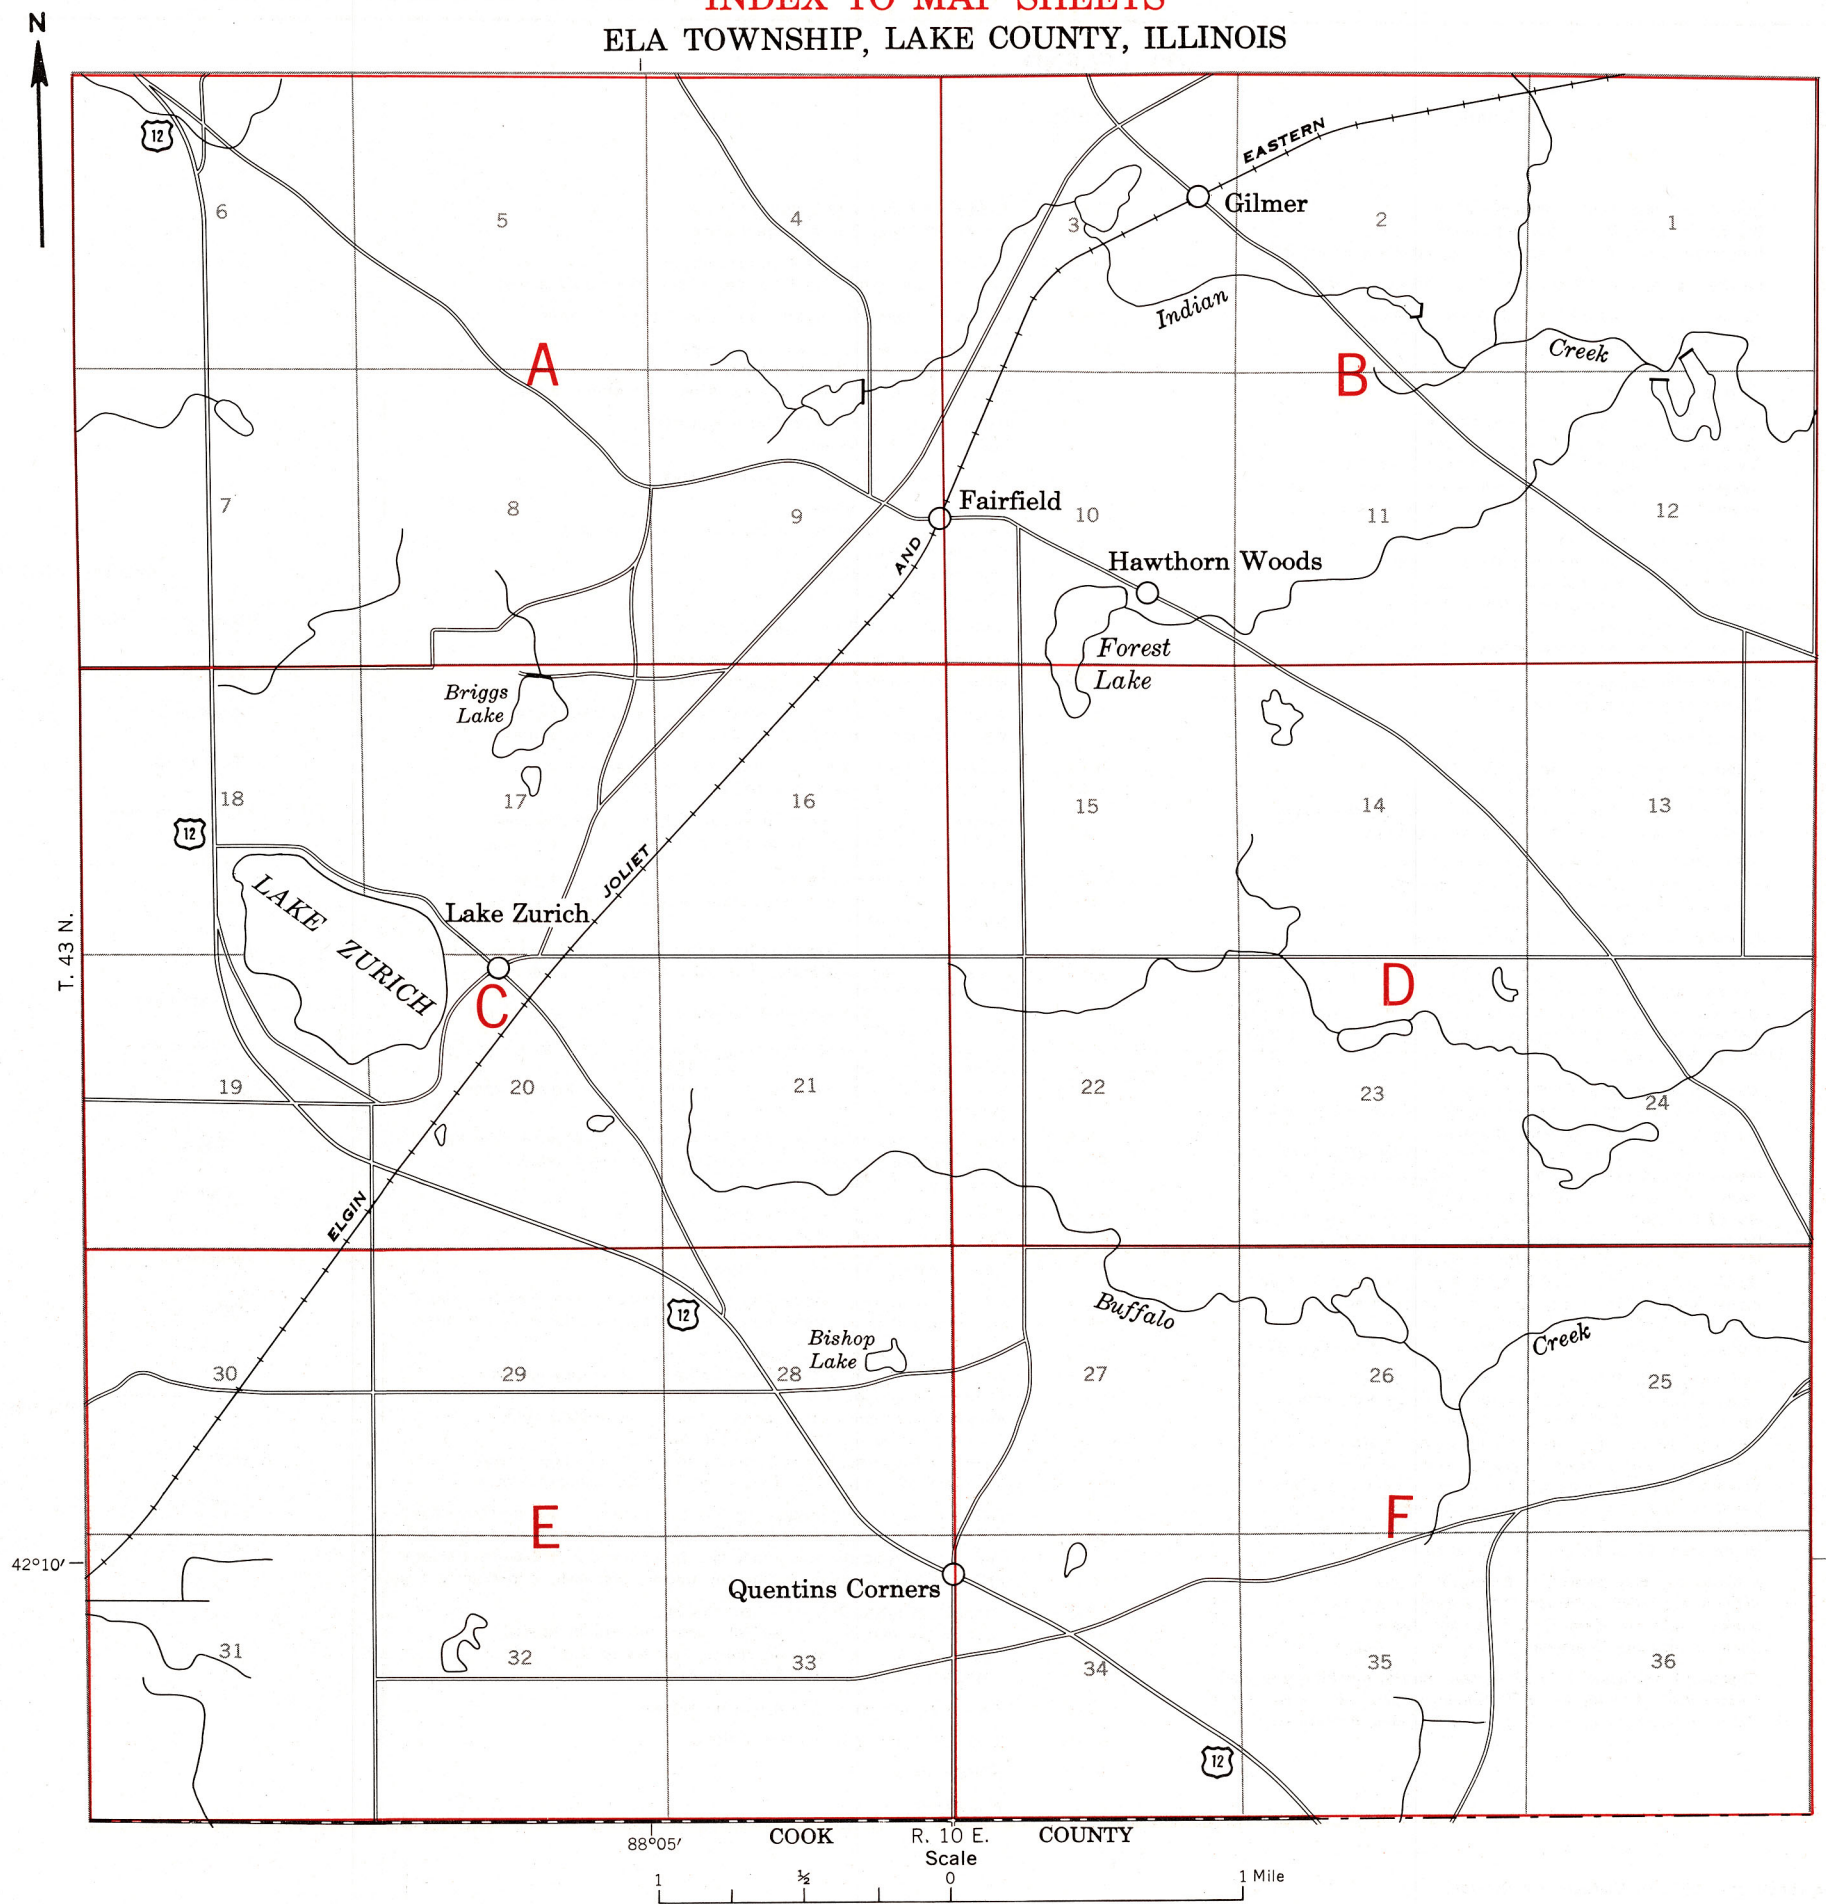 INDEX TO MAP SHEETS
ELA TOWNSHIP, LAKE COUNTY, ILLINOIS
N
12
EASTERN
Gilmer
6
5
4
3
2
1
Indian
Creek
A
B
7
8
9
Fairfield
10
11
12
AND
Hawthorn Woods
Forest
Lake
Briggs
Lake
18
17
16
15
14
13
12
JOLIET
LAKE ZURICH
Lake Zurich
T. 43 N.
C
D
19
20
21
22
23
24
ELGIN
12
Buffalo
Creek
Bishop
Lake
30
29
28
27
26
25
E
F
42°10′
Quentins Corners
31
32
33
34
35
36
12
88°05′
COOK
R. 10 E.
COUNTY
Scale
1
½
0
1 Mile